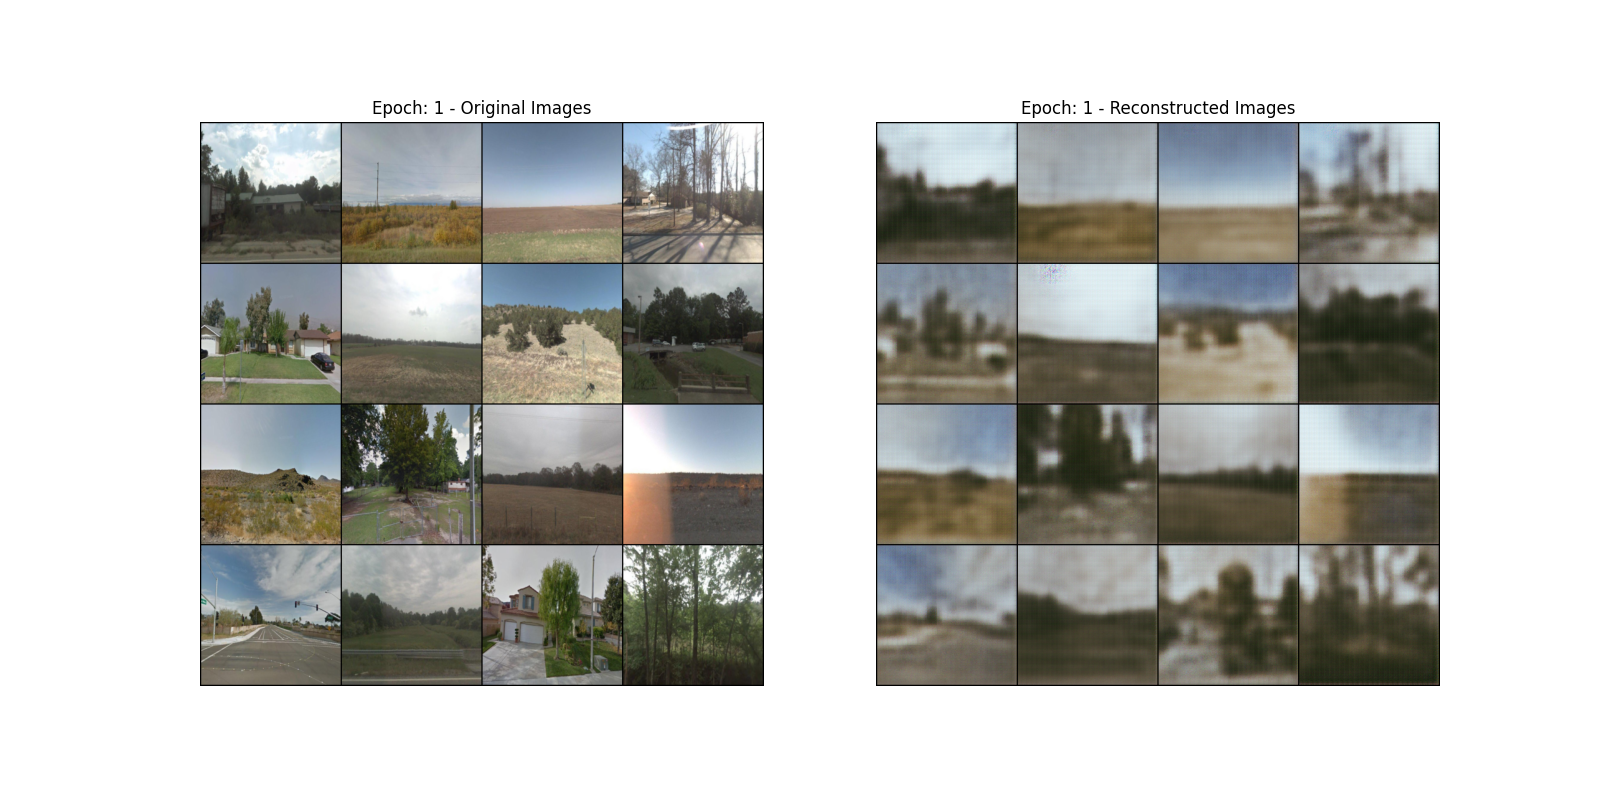 Epoch: 1 - Original Images
Epoch: 1 - Reconstructed Images